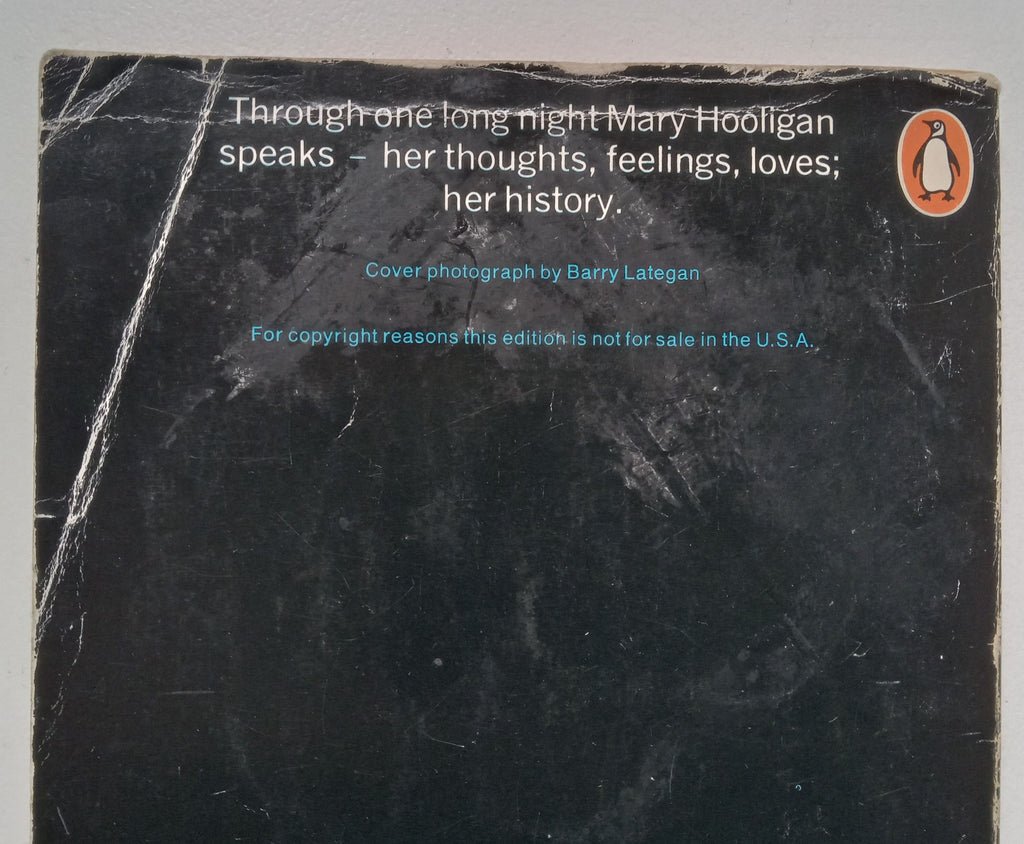 Through one long night Mary Hooligan
speaks – her thoughts, feelings, loves;
her history.
Cover photograph by Barry Lategan
For copyright reasons this edition is not for sale in the U.S.A.